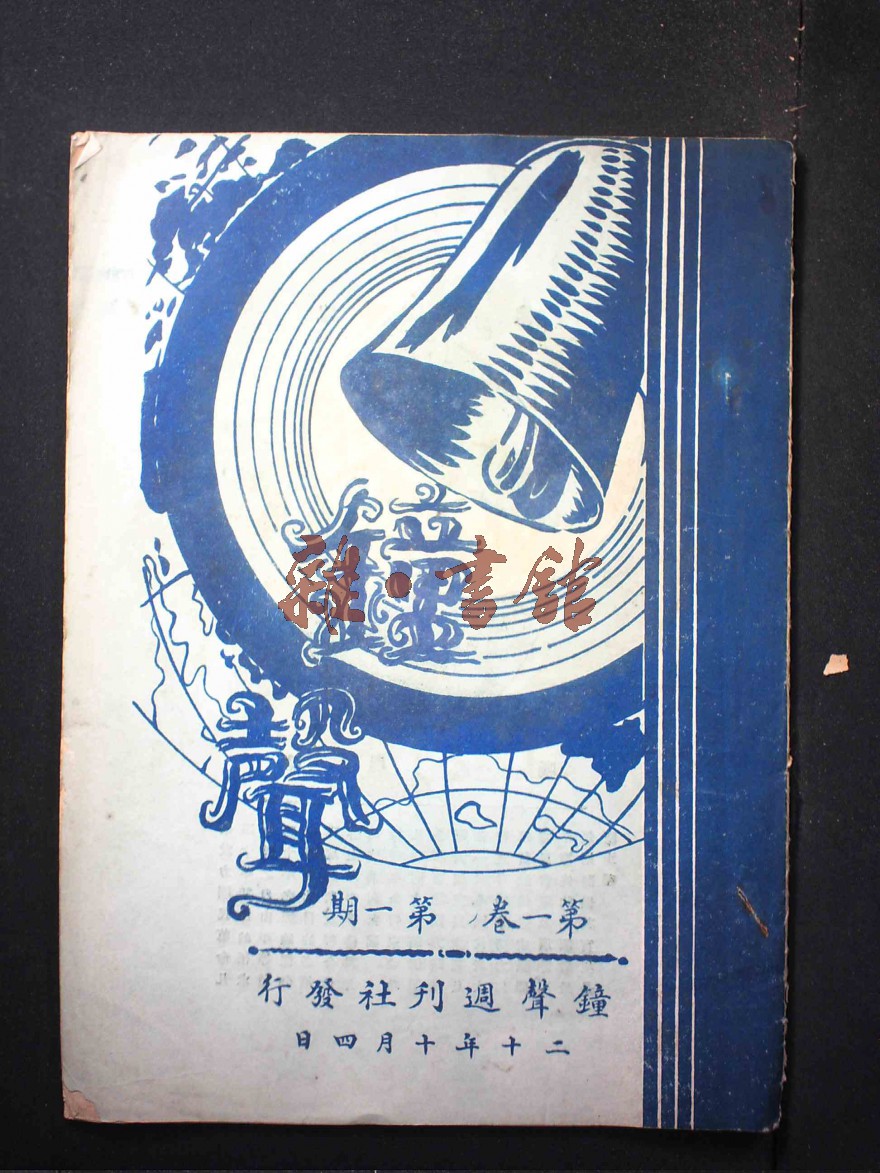 鐘
聲
雜·書館
第一卷 第一期
鐘聲週刊社發行
二十年十月四日